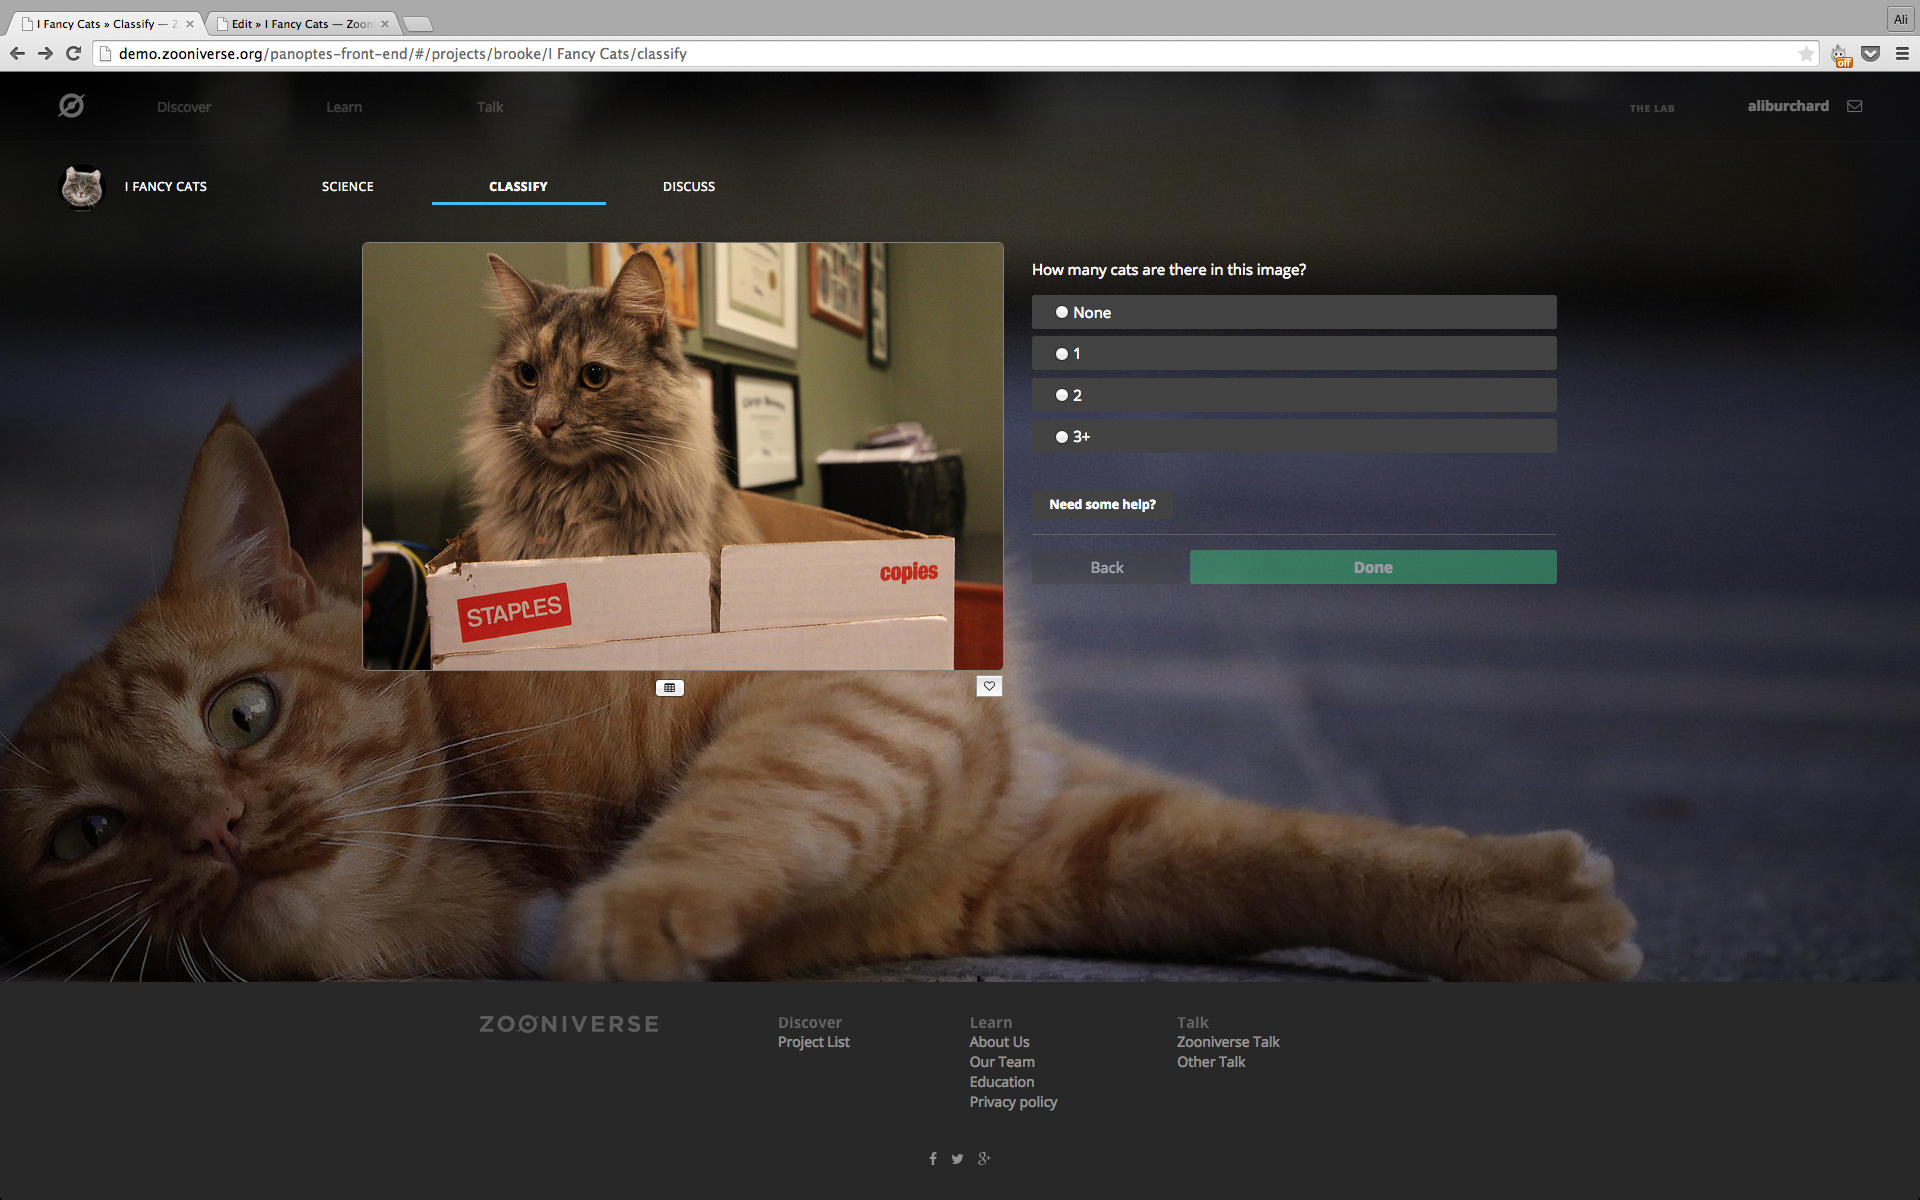 I Fancy Cats » Classify — Z
Edit » I Fancy Cats — Zoon
Ali
demo.zooniverse.org/panoptes-front-end/#/projects/brooke/I Fancy Cats/classify
off
Discover
Learn
Talk
THE LAB
aliburchard
I FANCY CATS
SCIENCE
CLASSIFY
DISCUSS
STAPLES
copies
How many cats are there in this image?
None
1
2
3+
Need some help?
Back
Done
ZOONIVERSE
Discover
Project List
Learn
About Us
Our Team
Education
Privacy policy
Talk
Zooniverse Talk
Other Talk